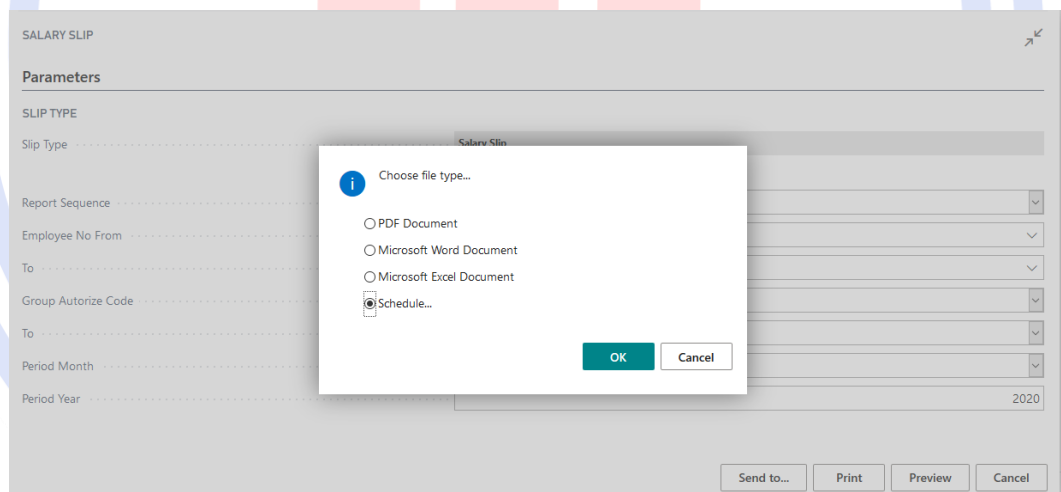 SALARY SLIP
Parameters
SLIP TYPE
Slip Type
Salary Slip
Choose file type...
PDF Document
Report Sequence
Employee No From
Microsoft Word Document
To
Microsoft Excel Document
Group Autorize Code
Schedule...
To
OK Cancel
Period Month
Period Year 2020
Send to... Print Preview Cancel